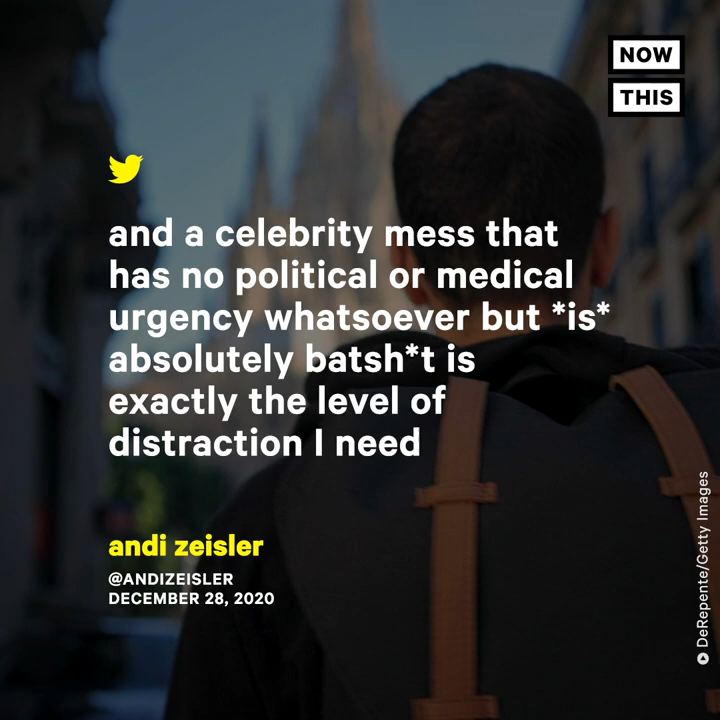 NOW
THIS
and a celebrity mess that
has no political or medical
urgency whatsoever but *is*
absolutely batsh*t is
exactly the level of
distraction I need
andi zeisler
@ANDIZEISLER
DECEMBER 28, 2020
DeRepente/Getty Images